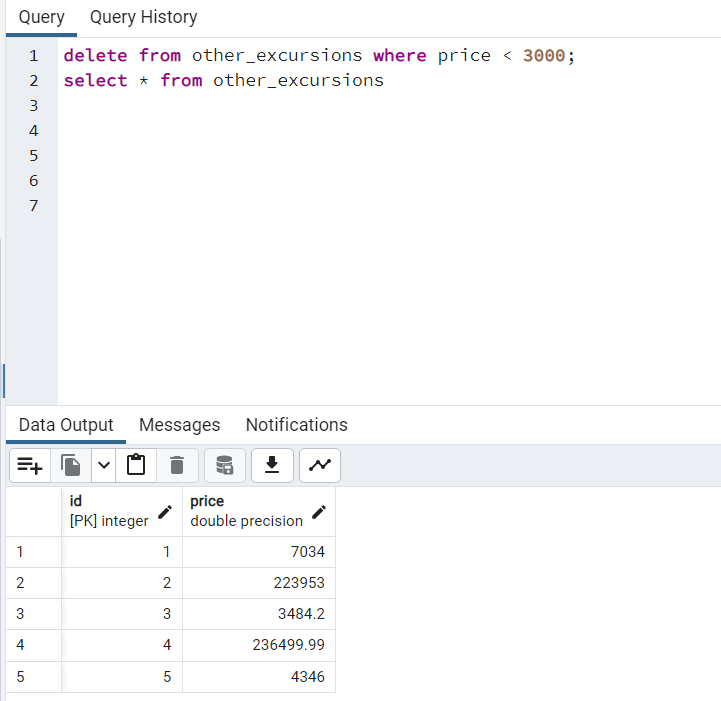 Query Query History
1 delete from other_excursions where price < 3000;
2 select * from other_excursions
3
4
5
6
7
Data Output Messages Notifications
id price
[PK] integer double precision
1 1 7034
2 2 223953
3 3 3484.2
4 4 236499.99
5 5 4346